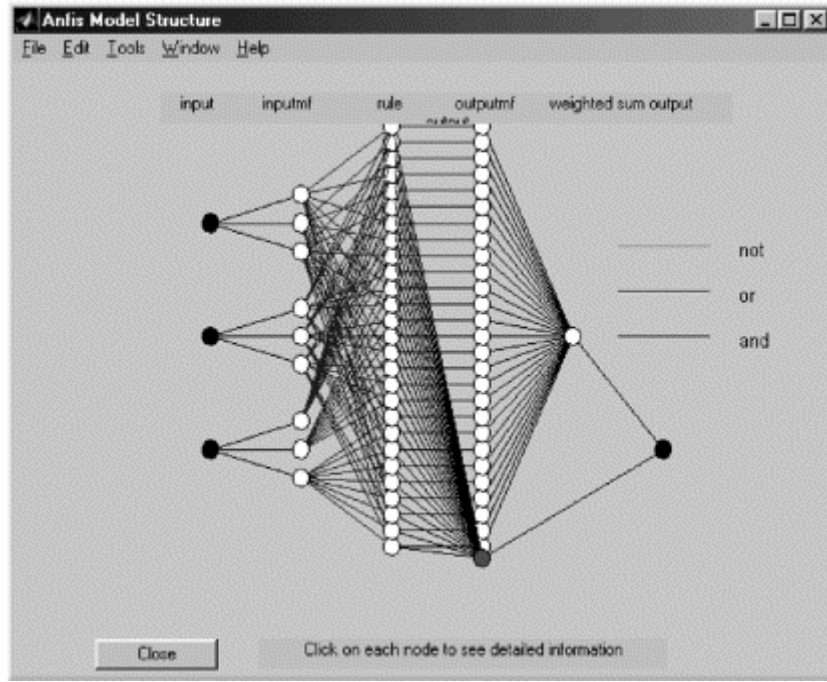 Anfis Model Structure
File Edit Tools Window Help
input inputmf rule outputmf weighted sum output
output
not
or
and
Close
Click on each node to see detailed information